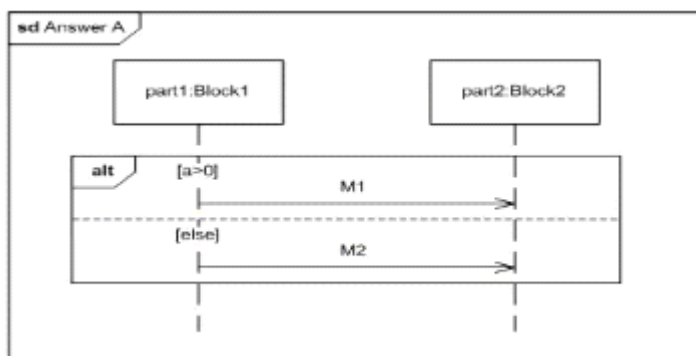 sd Answer A
part1:Block1
part2:Block2
alt
[a>0]
M1
[else]
M2